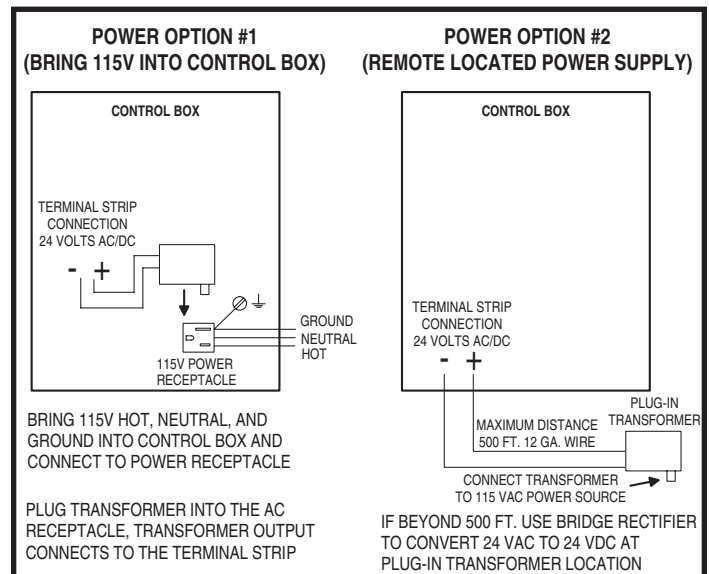 POWER OPTION #1
(BRING 115V INTO CONTROL BOX)
CONTROL BOX
TERMINAL STRIP
CONNECTION
24 VOLTS AC/DC
- +
GROUND
NEUTRAL
HOT
115V POWER
RECEPTACLE
BRING 115V HOT, NEUTRAL, AND
GROUND INTO CONTROL BOX AND
CONNECT TO POWER RECEPTACLE
PLUG TRANSFORMER INTO THE AC
RECEPTACLE, TRANSFORMER OUTPUT
CONNECTS TO THE TERMINAL STRIP
POWER OPTION #2
(REMOTE LOCATED POWER SUPPLY)
CONTROL BOX
TERMINAL STRIP
CONNECTION
24 VOLTS AC/DC
- +
PLUG-IN
TRANSFORMER
MAXIMUM DISTANCE
500 FT. 12 GA. WIRE
CONNECT TRANSFORMER
TO 115 VAC POWER SOURCE
IF BEYOND 500 FT. USE BRIDGE RECTIFIER
TO CONVERT 24 VAC TO 24 VDC AT
PLUG-IN TRANSFORMER LOCATION